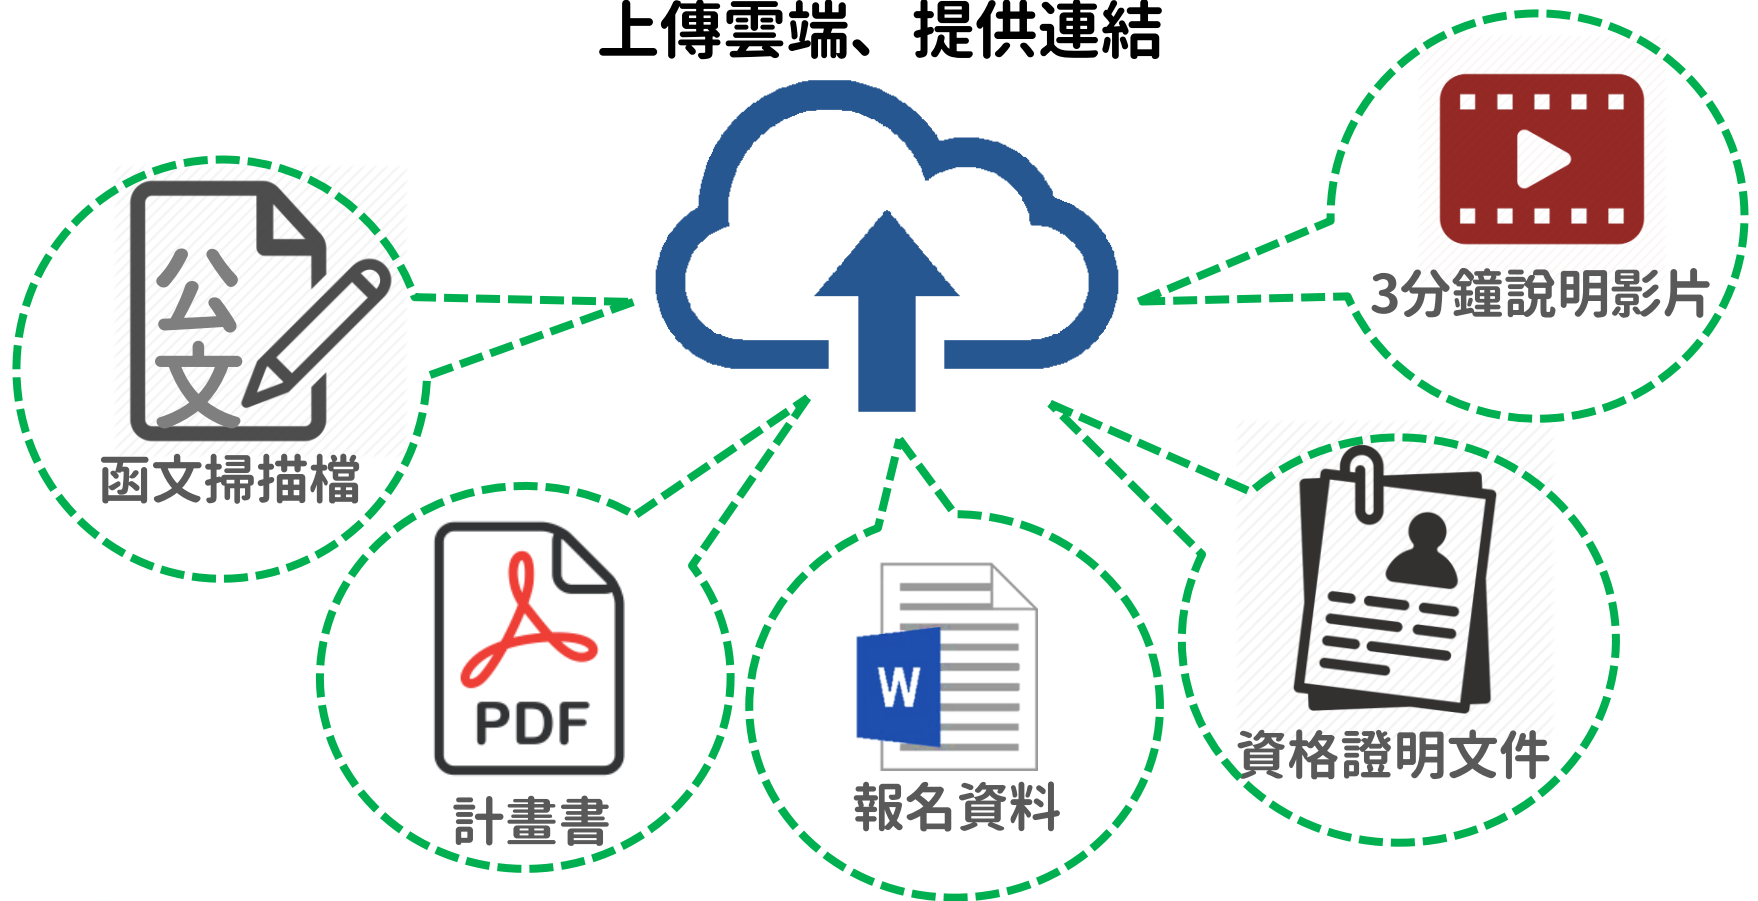 上傳雲端、提供連結
3分鐘說明影片
公
文
函文掃描檔
PDF
計畫書
W
報名資料
資格證明文件